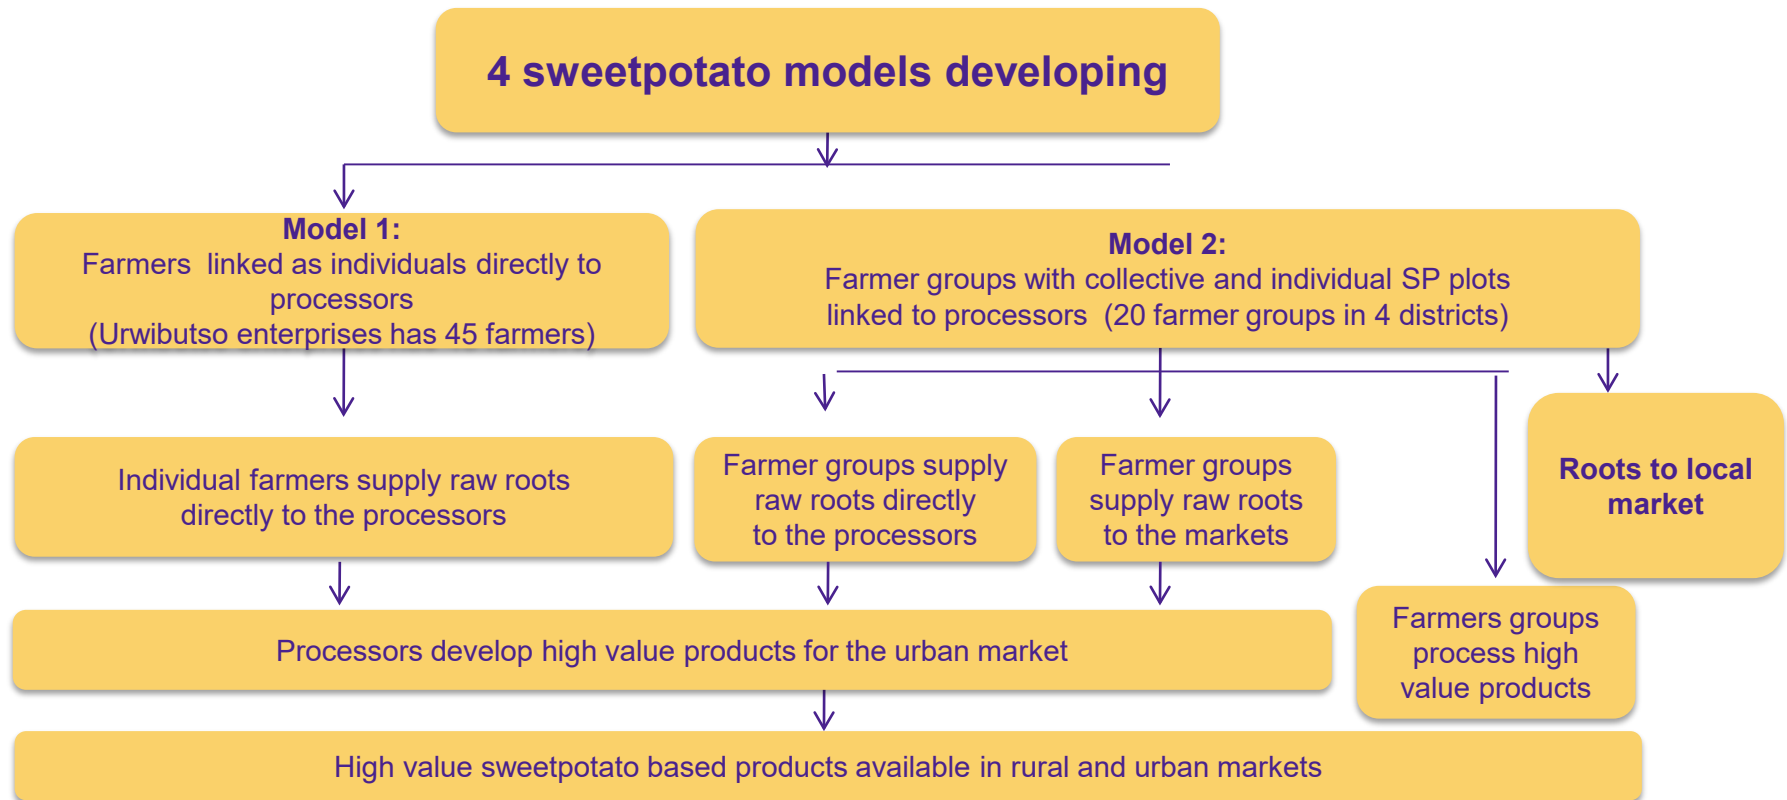 4 sweetpotato models developing
Model 1:
Farmers linked as individuals directly to
processors
(Urwibutso enterprises has 45 farmers)
Model 2:
Farmer groups with collective and individual SP plots
linked to processors (20 farmer groups in 4 districts)
Individual farmers supply raw roots
directly to the processors
Farmer groups supply
raw roots directly
to the processors
Farmer groups
supply raw roots
to the markets
Roots to local
market
Farmers groups
process high
value products
Processors develop high value products for the urban market
High value sweetpotato based products available in rural and urban markets